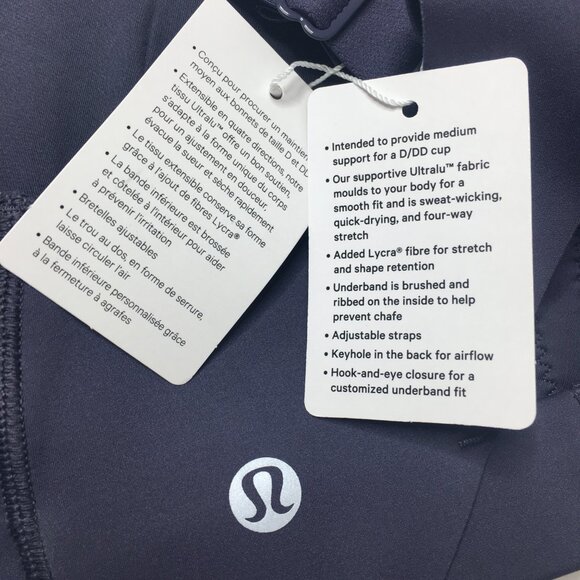 • Conçu pour procurer un maintien
moyen aux bonnets de taille D et DD
• Extensible en quatre directions, notre
tissu Ultralu™ offre un bon soutien,
s'adapte à la forme unique du corps
pour un ajustement en douceur,
évacue la sueur et sèche rapidement
• Le tissu extensible conserve sa forme
grâce à l'ajout de fibres Lycra®
• La bande inférieure est brossée
et côtelée à l'intérieur pour aider
à prévenir l'irritation
• Bretelles ajustables
• Le trou au dos, en forme de serrure,
laisse circuler l'air
• Bande inférieure personnalisée grâce
à la fermeture à agrafes
• Intended to provide medium
support for a D/DD cup
• Our supportive Ultralu™ fabric
moulds to your body for a
smooth fit and is sweat-wicking,
quick-drying, and four-way
stretch
• Added Lycra® fibre for stretch
and shape retention
• Underband is brushed and
ribbed on the inside to help
prevent chafe
• Adjustable straps
• Keyhole in the back for airflow
• Hook-and-eye closure for a
customized underband fit